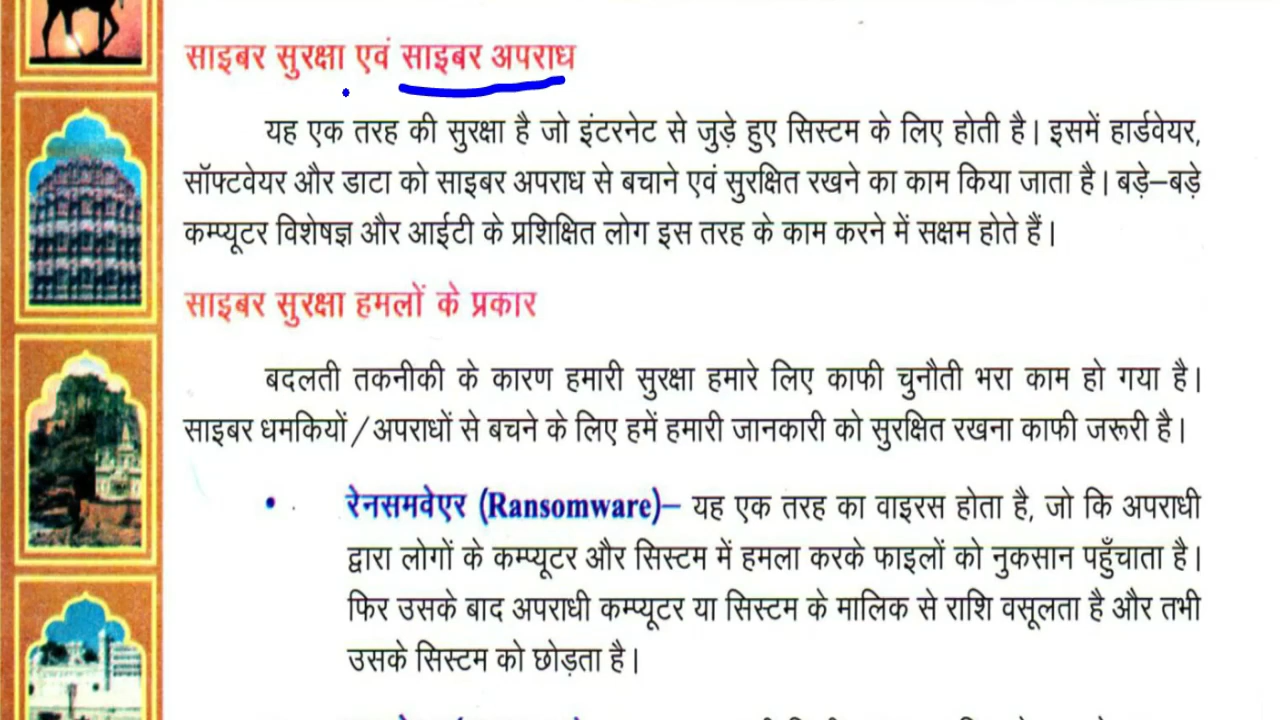 साइबर सुरक्षा एवं साइबर अपराध
यह एक तरह की सुरक्षा है जो इंटरनेट से जुड़े हुए सिस्टम के लिए होती है। इसमें हार्डवेयर,
सॉफ्टवेयर और डाटा को साइबर अपराध से बचाने एवं सुरक्षित रखने का काम किया जाता है। बड़े–बड़े
कम्प्यूटर विशेषज्ञ और आईटी के प्रशिक्षित लोग इस तरह के काम करने में सक्षम होते हैं।
साइबर सुरक्षा हमलों के प्रकार
बदलती तकनीकी के कारण हमारी सुरक्षा हमारे लिए काफी चुनौती भरा काम हो गया है।
साइबर धमकियों/अपराधों से बचने के लिए हमें हमारी जानकारी को सुरक्षित रखना काफी जरूरी है।
• रेनसमवेएर (Ransomware)– यह एक तरह का वाइरस होता है, जो कि अपराधी
द्वारा लोगों के कम्प्यूटर और सिस्टम में हमला करके फाइलों को नुकसान पहुँचाता है।
फिर उसके बाद अपराधी कम्प्यूटर या सिस्टम के मालिक से राशि वसूलता है और तभी
उसके सिस्टम को छोड़ता है।